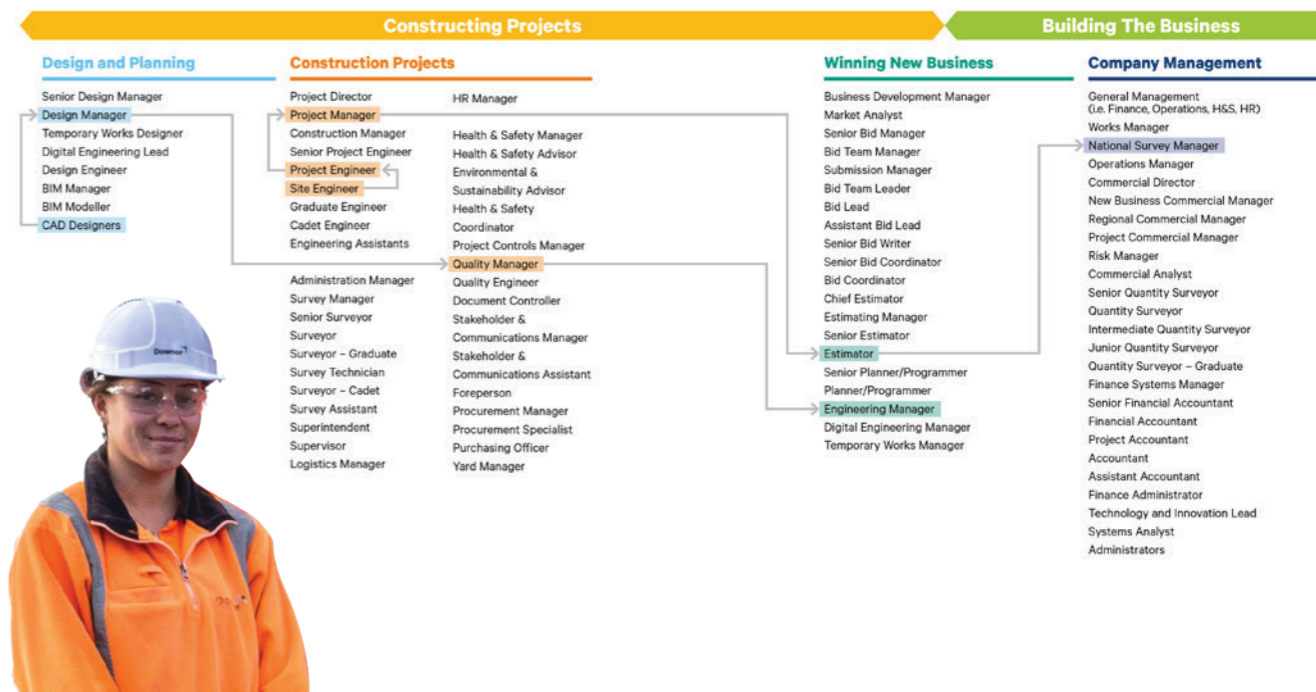 Constructing Projects
Building The Business
Design and Planning
Senior Design Manager
Design Manager
Temporary Works Designer
Digital Engineering Lead
Design Engineer
BIM Manager
BIM Modeller
CAD Designers
Construction Projects
Project Director
Project Manager
Construction Manager
Senior Project Engineer
Project Engineer
Site Engineer
Graduate Engineer
Cadet Engineer
Engineering Assistants
Administration Manager
Survey Manager
Senior Surveyor
Surveyor
Surveyor – Graduate
Survey Technician
Surveyor – Cadet
Survey Assistant
Superintendent
Supervisor
Logistics Manager
HR Manager
Health & Safety Manager
Health & Safety Advisor
Environmental &
Sustainability Advisor
Health & Safety
Coordinator
Project Controls Manager
Quality Manager
Quality Engineer
Document Controller
Stakeholder &
Communications Manager
Stakeholder &
Communications Assistant
Foreperson
Procurement Manager
Procurement Specialist
Purchasing Officer
Yard Manager
Winning New Business
Business Development Manager
Market Analyst
Senior Bid Manager
Bid Team Manager
Submission Manager
Bid Team Leader
Bid Lead
Assistant Bid Lead
Senior Bid Writer
Senior Bid Coordinator
Bid Coordinator
Chief Estimator
Estimating Manager
Senior Estimator
Estimator
Senior Planner/Programmer
Planner/Programmer
Engineering Manager
Digital Engineering Manager
Temporary Works Manager
Company Management
General Management
(i.e. Finance, Operations, H&S, HR)
Works Manager
National Survey Manager
Operations Manager
Commercial Director
New Business Commercial Manager
Regional Commercial Manager
Project Commercial Manager
Risk Manager
Commercial Analyst
Senior Quantity Surveyor
Quantity Surveyor
Intermediate Quantity Surveyor
Junior Quantity Surveyor
Quantity Surveyor – Graduate
Finance Systems Manager
Senior Financial Accountant
Financial Accountant
Project Accountant
Accountant
Assistant Accountant
Finance Administrator
Technology and Innovation Lead
Systems Analyst
Administrators
Downer